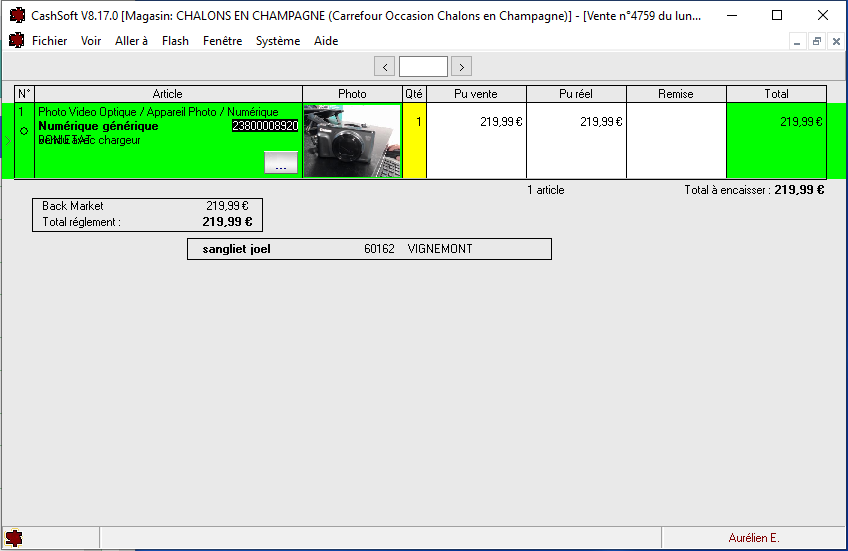 CashSoft V8.17.0 [Magasin: CHALONS EN CHAMPAGNE (Carrefour Occasion Chalons en Champagne)] - [Vente n°4759 du lun...
Fichier Voir Aller à Flash Fenêtre Système Aide
< >
N° Article Photo Qté Pu vente Pu réel Remise Total
1 Photo Video Optique / Appareil Photo / Numérique
Numérique générique 23800008920 1 219,99 € 219,99 € 219,99 €
avec chargeur
...
1 article Total à encaisser : 219,99 €
Back Market 219,99 €
Total réglement : 219,99 €
sangliet joel 60162 VIGNEMONT
Aurélien E.